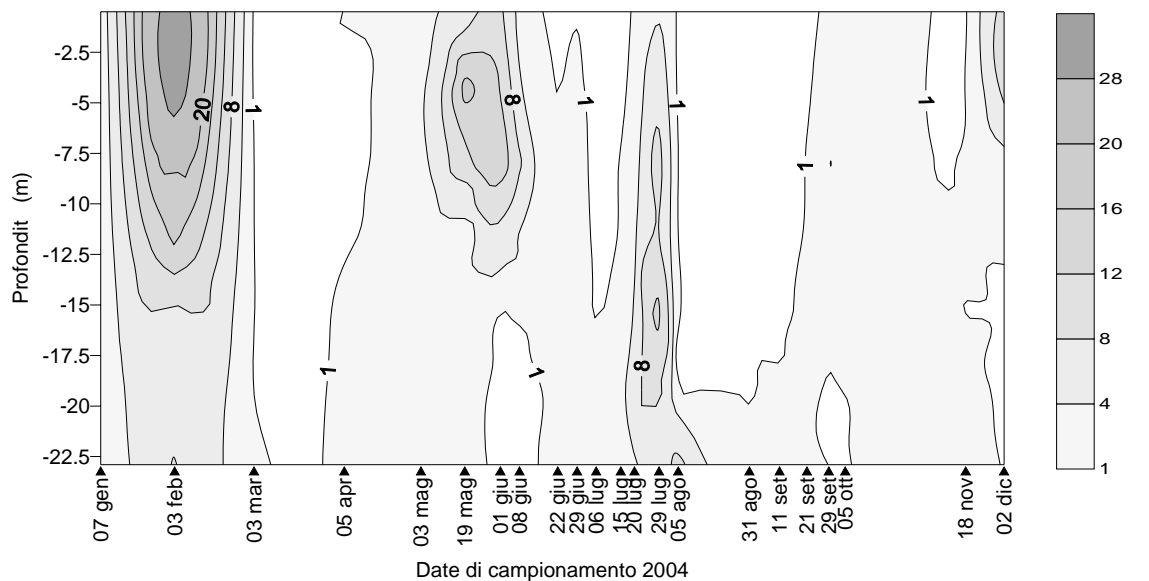 -2.5
-5
-7.5
-10
-12.5
-15
-17.5
-20
-22.5
Profondit (m)
20
8
1
1
8
1
1
8
1
1
1
28
20
16
12
8
4
1
07 gen
03 feb
03 mar
05 apr
03 mag
19 mag
01 giu
08 giu
22 giu
29 giu
06 lug
15 lug
20 lug
29 lug
05 ago
31 ago
11 set
21 set
29 set
05 ott
18 nov
02 dic
Date di campionamento 2004